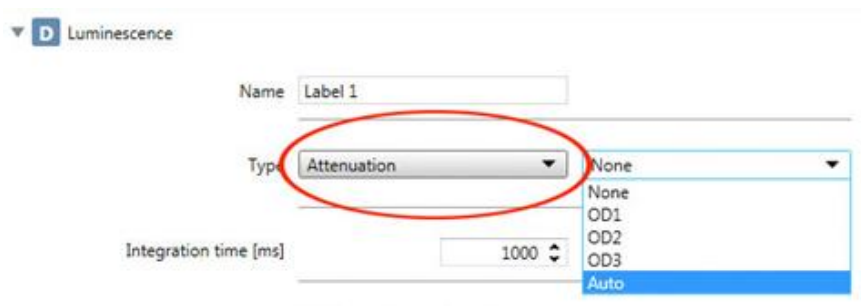 D Luminescence
Name Label 1
Type Attenuation None
None
OD1
OD2
Integration time [ms] 1000
OD3
Auto